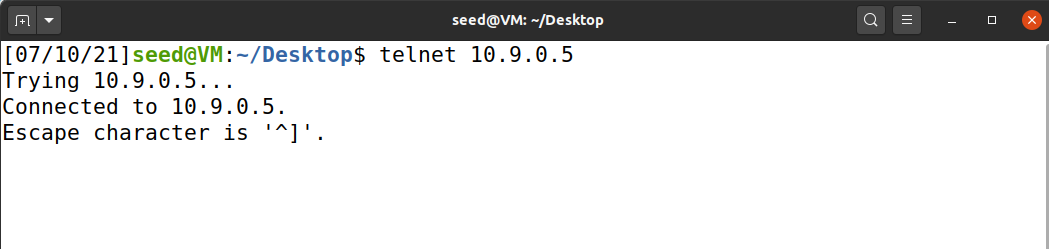 seed@VM: ~/Desktop
[07/10/21]seed@VM:~/Desktop$ telnet 10.9.0.5
Trying 10.9.0.5...
Connected to 10.9.0.5.
Escape character is '^]'.